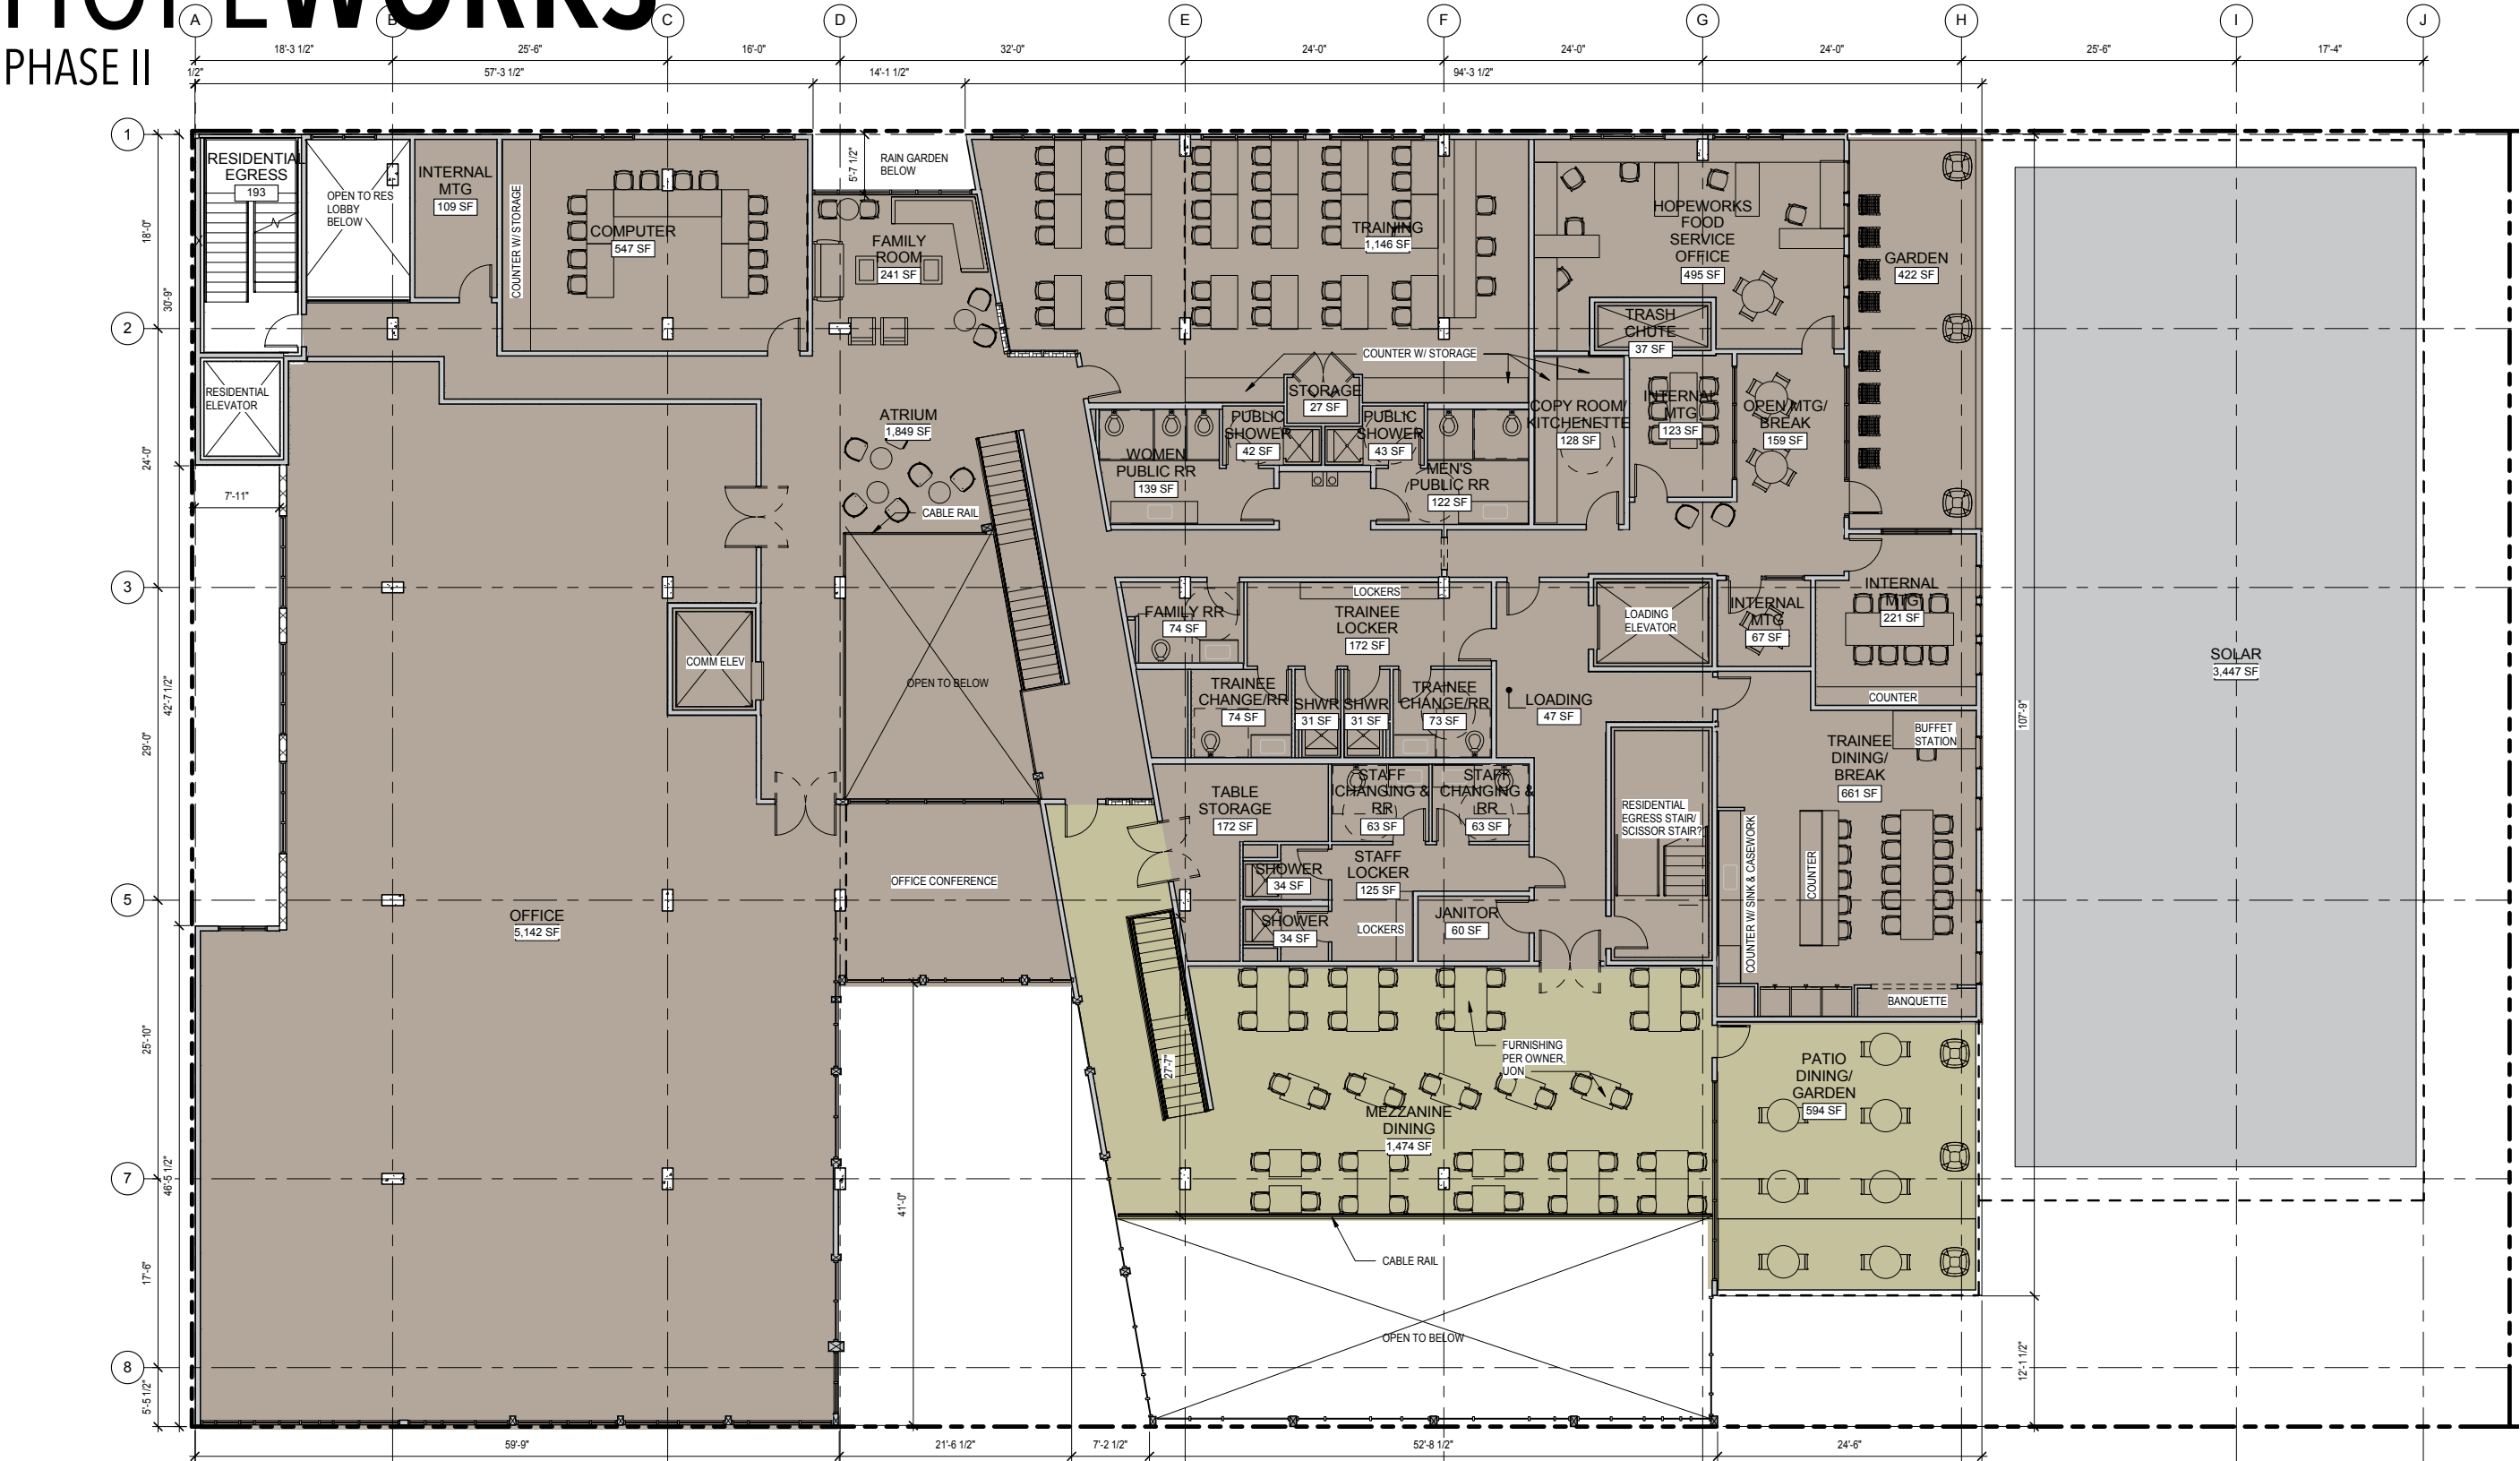 HOPEWORKS
PHASE II
A
B
C
D
E
F
G
H
I
J
18'-3 1/2"
25'-6"
16'-0"
32'-0"
24'-0"
24'-0"
24'-0"
25'-6"
17'-4"
1/2"
57'-3 1/2"
14'-1 1/2"
94'-3 1/2"
1
2
3
5
7
8
18'-0"
30'-9"
24'-0"
42'-7 1/2"
29'-0"
25'-10"
46'-5 1/2"
17'-6"
5'-5 1/2"
7'-11"
RESIDENTIAL
EGRESS
193
OPEN TO RES
LOBBY
BELOW
INTERNAL
MTG
109 SF
COUNTER W/ STORAGE
COMPUTER
547 SF
5'-7 1/2"
RAIN GARDEN
BELOW
FAMILY
ROOM
241 SF
TRAINING
1,146 SF
HOPEWORKS
FOOD
SERVICE
OFFICE
495 SF
GARDEN
422 SF
TRASH
CHUTE
37 SF
COUNTER W/ STORAGE
RESIDENTIAL
ELEVATOR
ATRIUM
1,849 SF
STORAGE
27 SF
PUBLIC
SHOWER
42 SF
PUBLIC
SHOWER
43 SF
WOMEN
PUBLIC RR
139 SF
MEN'S
PUBLIC RR
122 SF
COPY ROOM/
KITCHENETTE
128 SF
INTERNAL
MTG
123 SF
OPEN MTG/
BREAK
159 SF
CABLE RAIL
COMM ELEV
OPEN TO BELOW
FAMILY RR
74 SF
LOCKERS
TRAINEE
LOCKER
172 SF
LOADING
ELEVATOR
INTERNAL
MTG
67 SF
INTERNAL
MTG
221 SF
COUNTER
TRAINEE
CHANGE/RR
74 SF
SHWR
31 SF
SHWR
31 SF
TRAINEE
CHANGE/RR
73 SF
LOADING
47 SF
BUFFET
STATION
TRAINEE
DINING/
BREAK
661 SF
TABLE
STORAGE
172 SF
STAFF
CHANGING &
RR
63 SF
STAFF
CHANGING &
RR
63 SF
RESIDENTIAL
EGRESS STAIR/
SCISSOR STAIR?
SHOWER
34 SF
STAFF
LOCKER
125 SF
SHOWER
34 SF
LOCKERS
JANITOR
60 SF
COUNTER W/ SINK & CASEWORK
COUNTER
BANQUETTE
OFFICE
5,142 SF
OFFICE CONFERENCE
SOLAR
3,447 SF
107'-9"
27'-7"
FURNISHING
PER OWNER,
UON
MEZZANINE
DINING
1,474 SF
PATIO
DINING/
GARDEN
594 SF
41'-0"
CABLE RAIL
OPEN TO BELOW
12'-1 1/2"
59'-9"
21'-6 1/2"
7'-2 1/2"
52'-8 1/2"
24'-6"